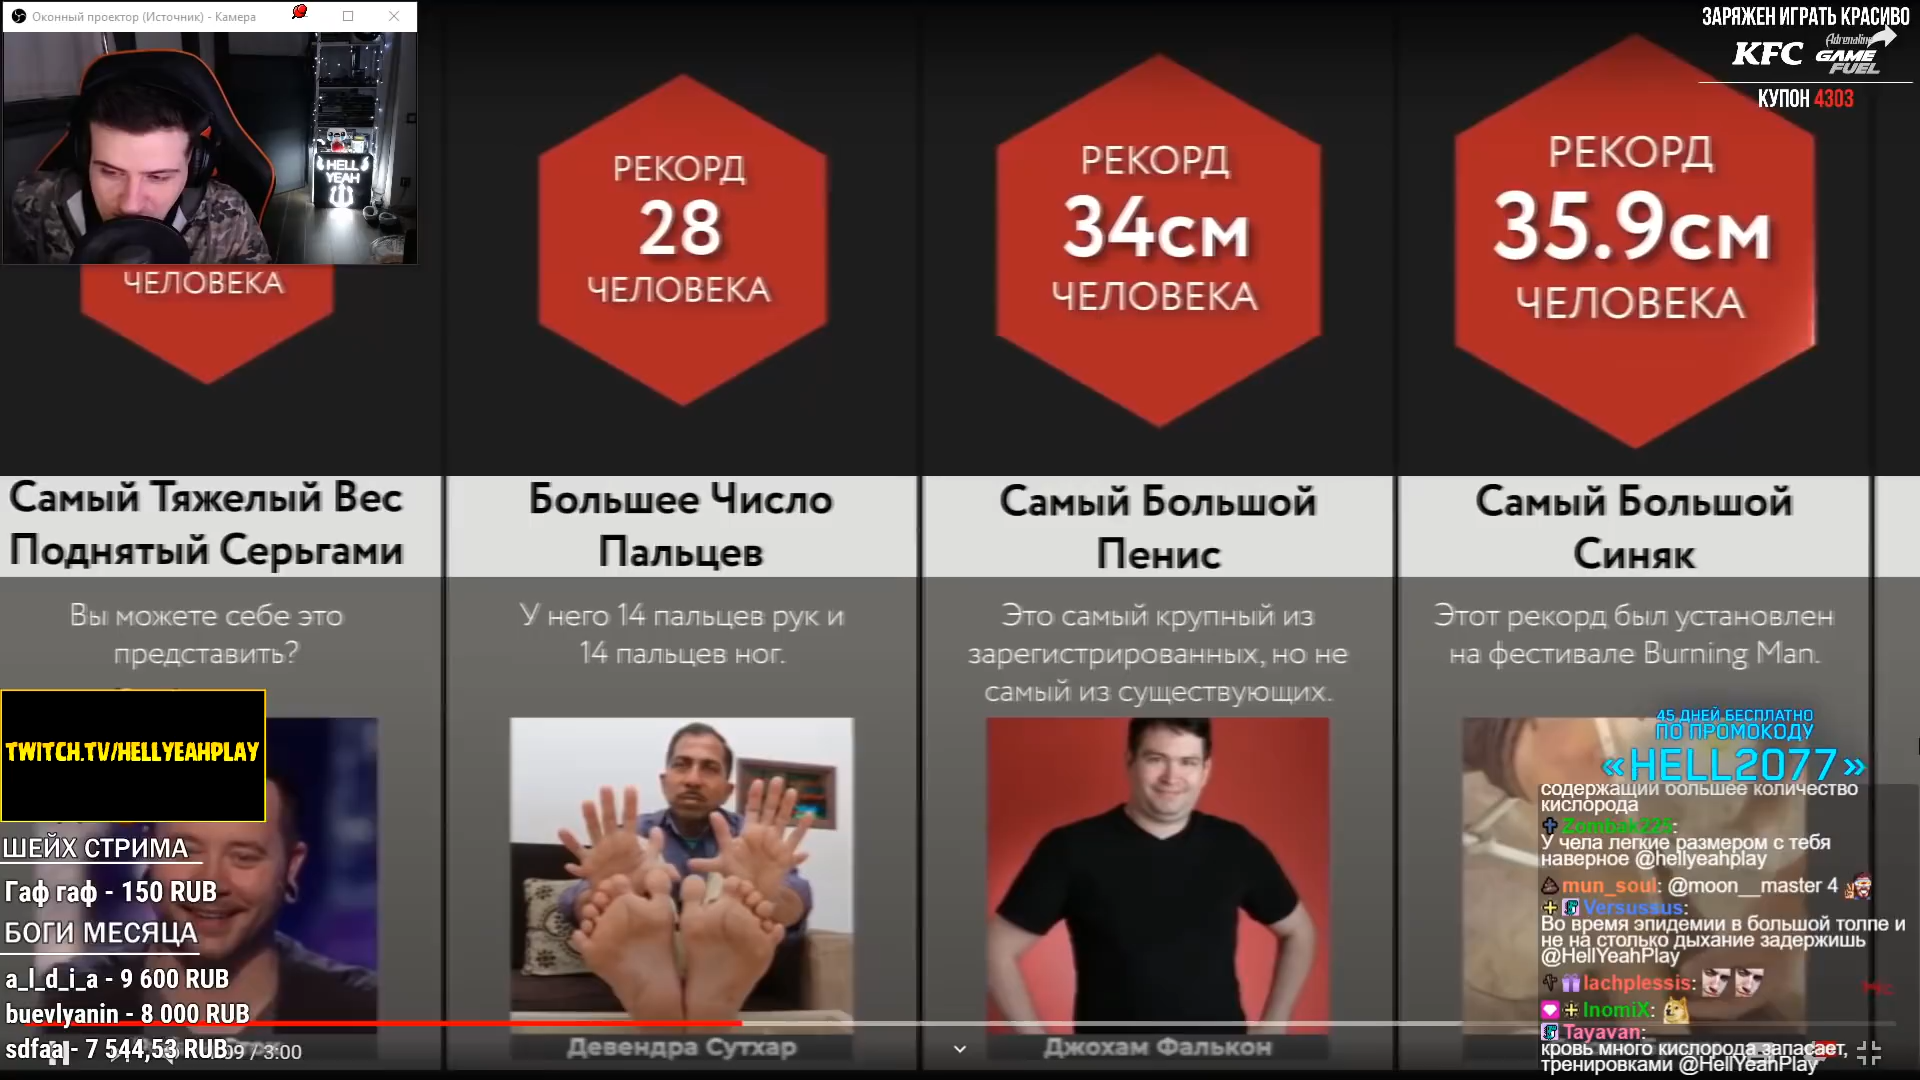 Оконный проектор (Источник) - Камера
HELL
YEAH
ЧЕЛОВЕКА
РЕКОРД
28
ЧЕЛОВЕКА
РЕКОРД
34см
ЧЕЛОВЕКА
РЕКОРД
35.9см
ЧЕЛОВЕКА
ЗАРЯЖЕН ИГРАТЬ КРАСИВО
KFC
Adrenaline
GAME
FUEL
КУПОН 4303
Самый Тяжелый Вес
Поднятый Серьгами
Вы можете себе это
представить?
Большее Число
Пальцев
У него 14 пальцев рук и
14 пальцев ног.
Девендра Сутхар
Самый Большой
Пенис
Это самый крупный из
зарегистрированных, но не
самый из существующих.
Джохам Фалькон
Самый Большой
Синяк
Этот рекорд был установлен
на фестивале Burning Man.
TWITCH.TV/HELLYEAHPLAY
ШЕЙХ СТРИМА
Гаф гаф - 150 RUB
БОГИ МЕСЯЦА
a_l_d_i_a - 9 600 RUB
buevlyanin - 8 000 RUB
sdfaa - 7 544,53 RUB
/ 3:00
45 ДНЕЙ БЕСПЛАТНО
ПО ПРОМОКОДУ
«HELL2077»
содержащий большее количество
кислорода
Zombak225:
У чела легкие размером с тебя
наверное @hellyeahplay
mun_soul: @moon__master 4
Versussus:
Во время эпидемии в большой толпе и
не на столько дыхание задержишь
@HellYeahPlay
lachplessis:
InomiX:
Tayavan:
кровь много кислорода запасает,
тренировками @HellYeahPlay